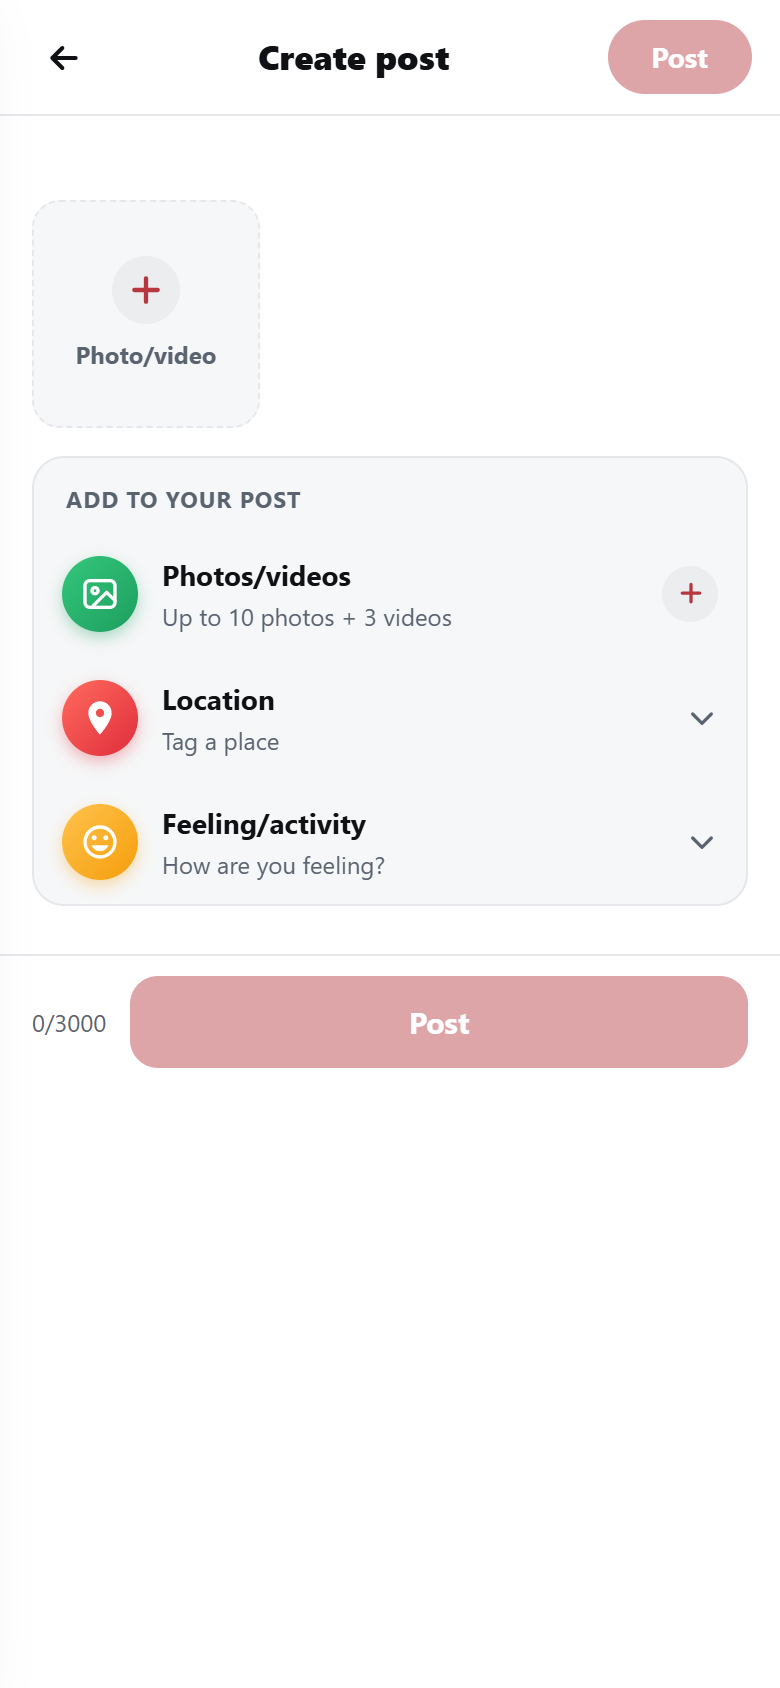 Create post
Post
Photo/video
ADD TO YOUR POST
Photos/videos
Up to 10 photos + 3 videos
Location
Tag a place
Feeling/activity
How are you feeling?
0/3000
Post